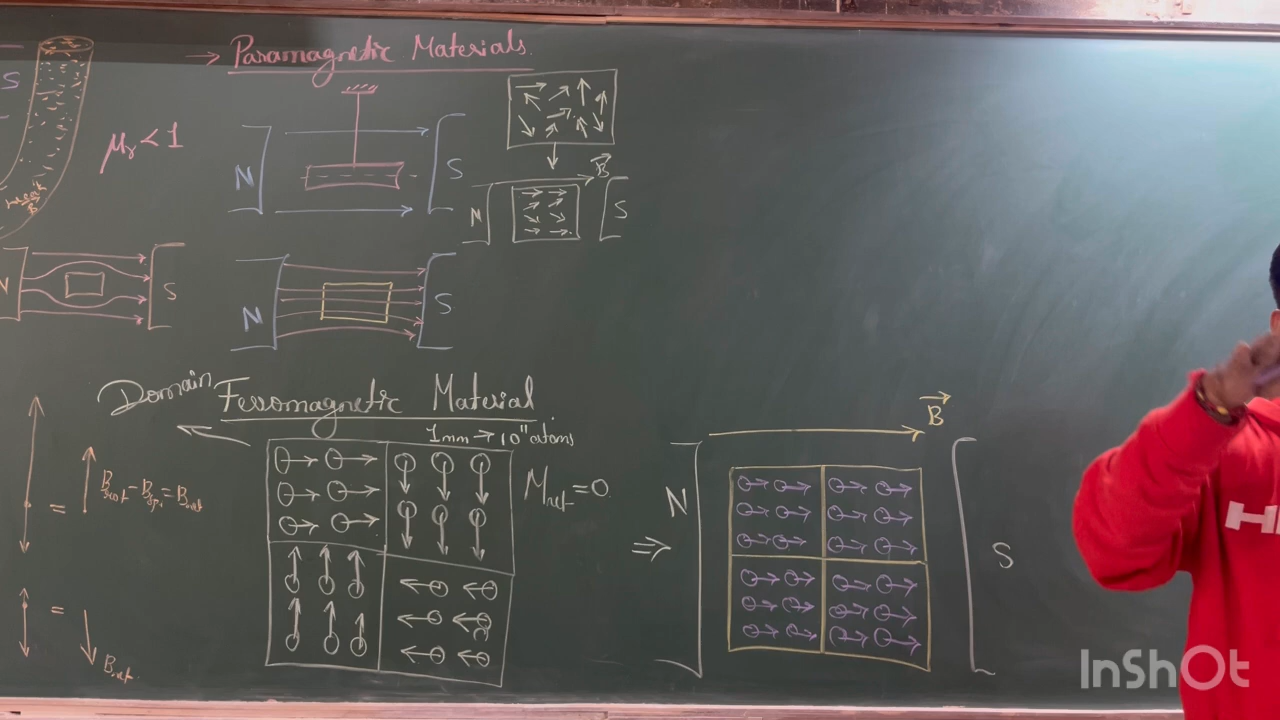 → Paramagnetic Materials.
S
μr < 1
N S
B
N S
N S
N S
Domain
Ferromagnetic Material
1mm → 10¹¹ atoms
Mnet = 0
B
⇒ N S
= = Bnet
InShOt
H